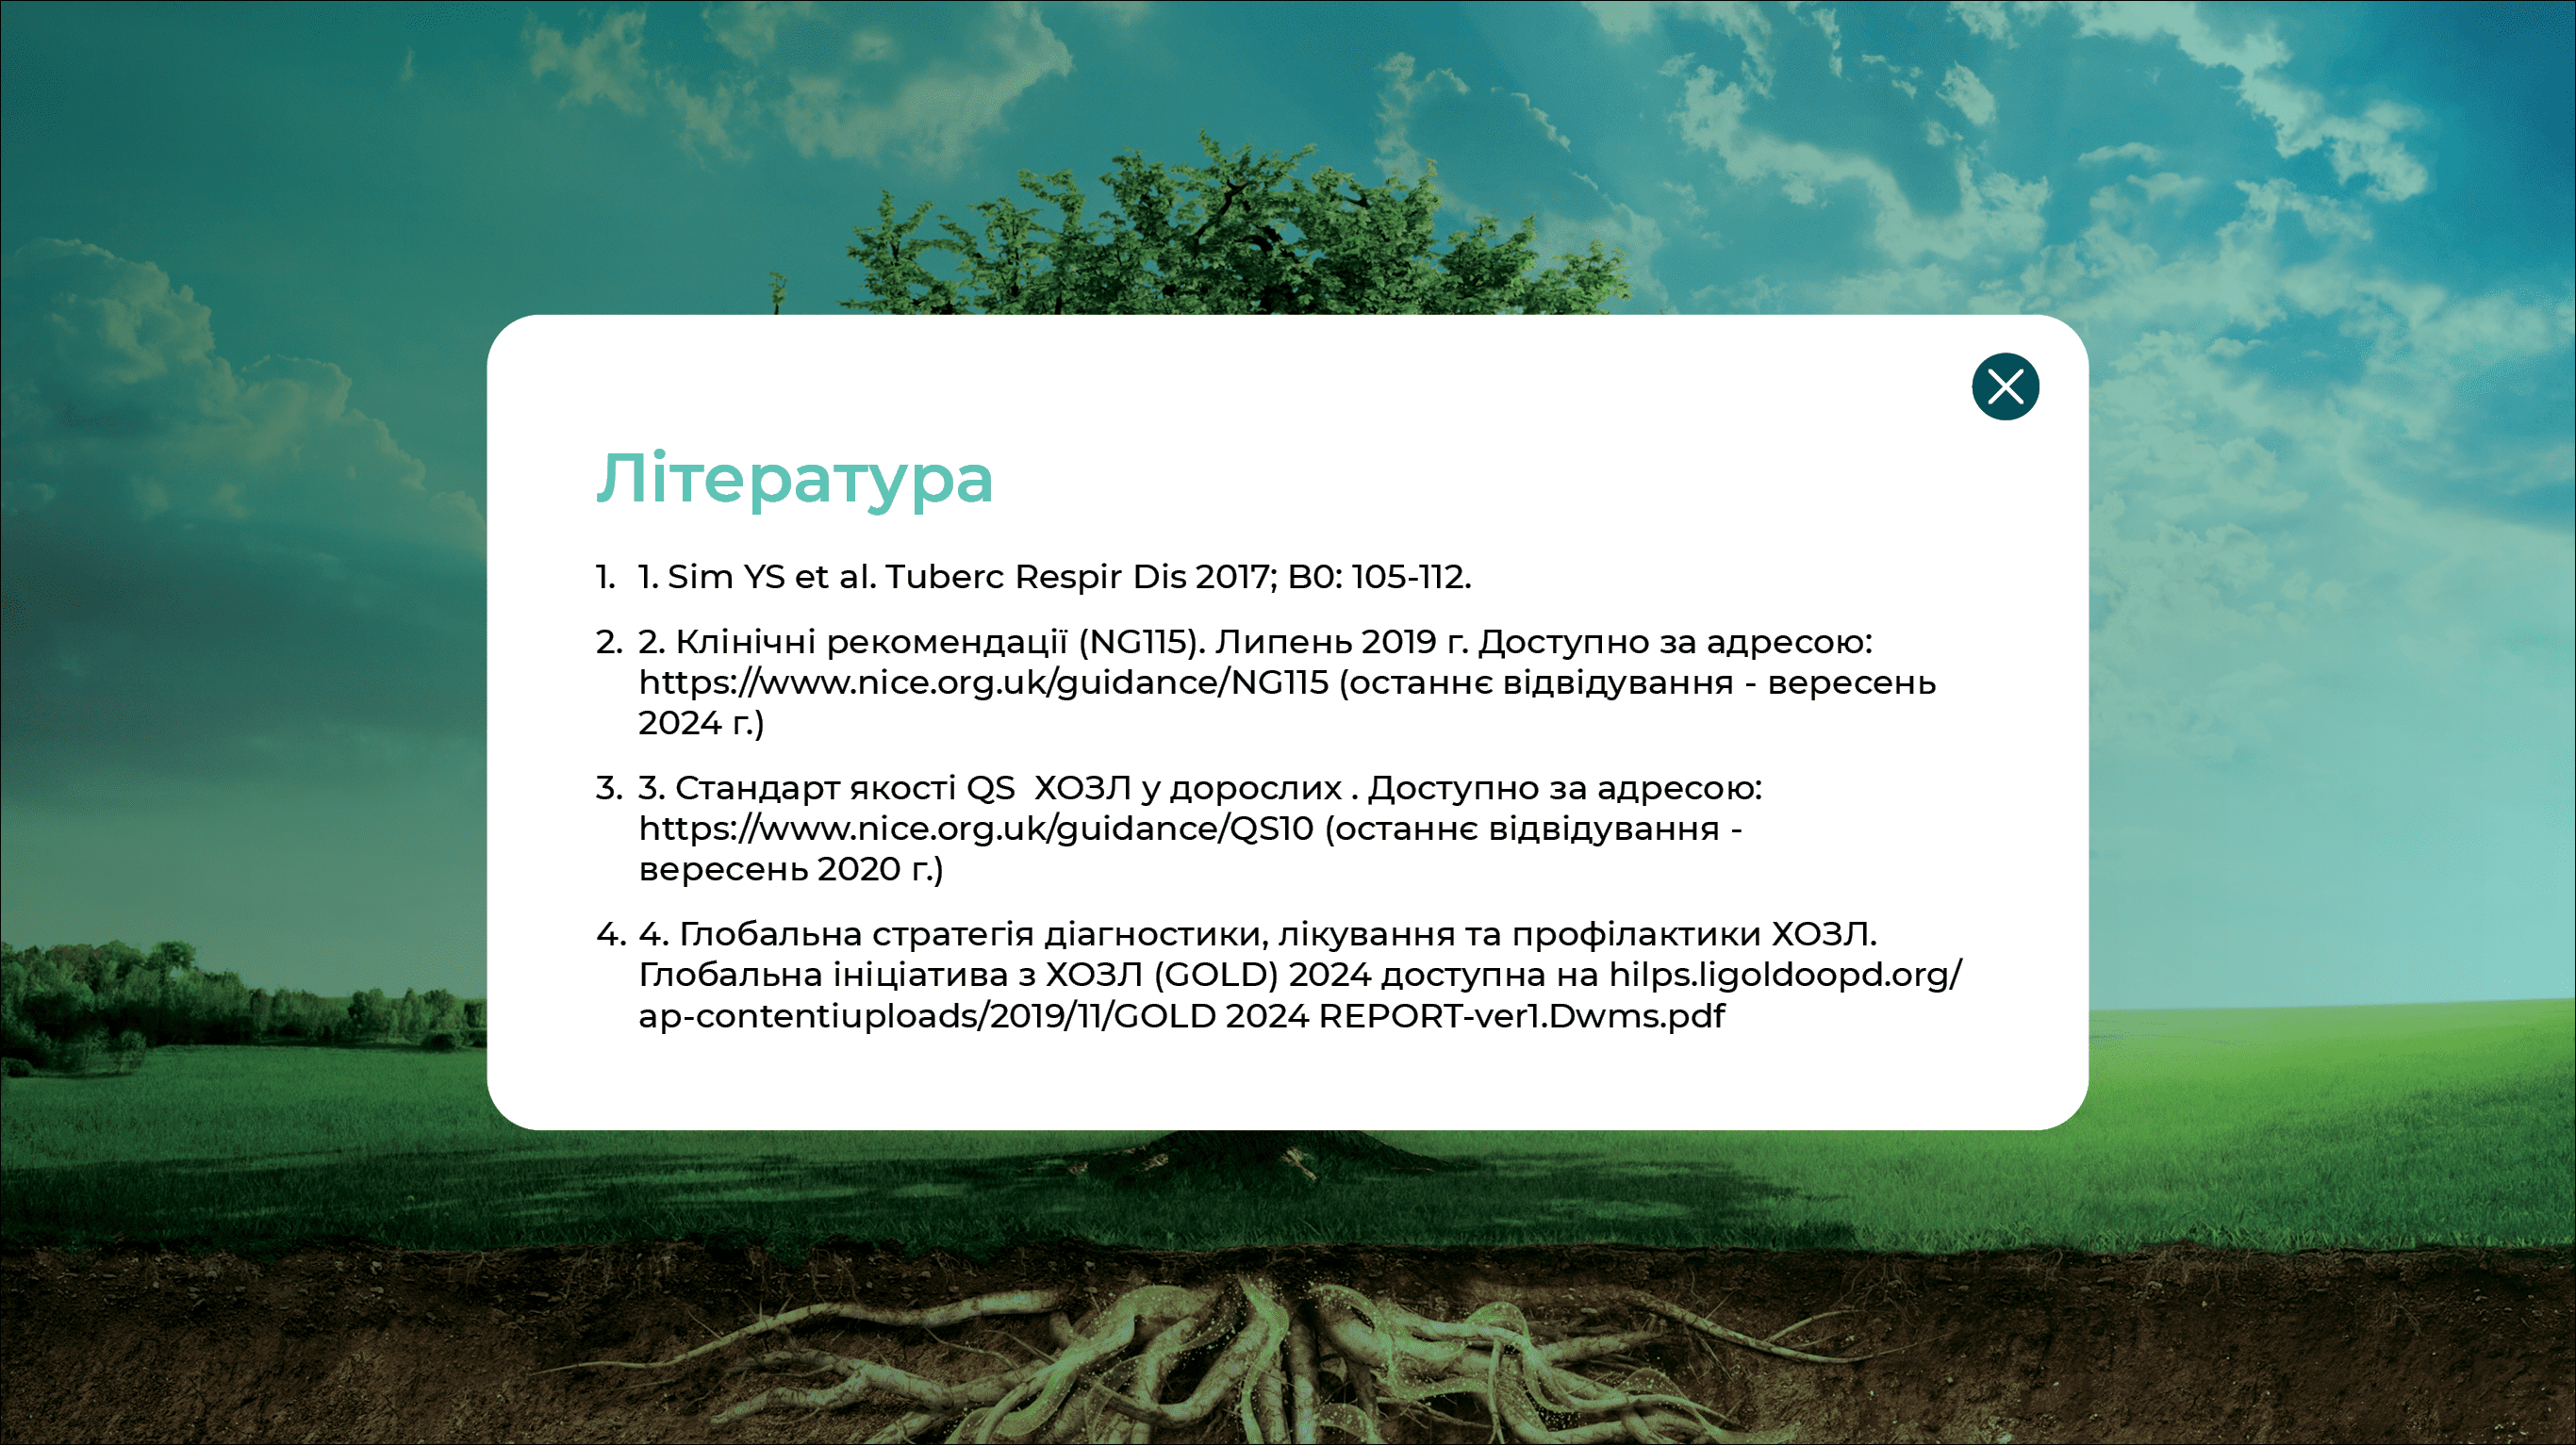 Література
1. 1. Sim YS et al. Tuberc Respir Dis 2017; B0: 105-112.
2. 2. Клінічні рекомендації (NG115). Липень 2019 г. Доступно за адресою:
https://www.nice.org.uk/guidance/NG115 (останнє відвідування - вересень
2024 г.)
3. 3. Стандарт якості QS  ХОЗЛ у дорослих . Доступно за адресою:
https://www.nice.org.uk/guidance/QS10 (останнє відвідування -
вересень 2020 г.)
4. 4. Глобальна стратегія діагностики, лікування та профілактики ХОЗЛ.
Глобальна ініціатива з ХОЗЛ (GOLD) 2024 доступна на hilps.ligoldoopd.org/
ap-contentiuploads/2019/11/GOLD 2024 REPORT-ver1.Dwms.pdf